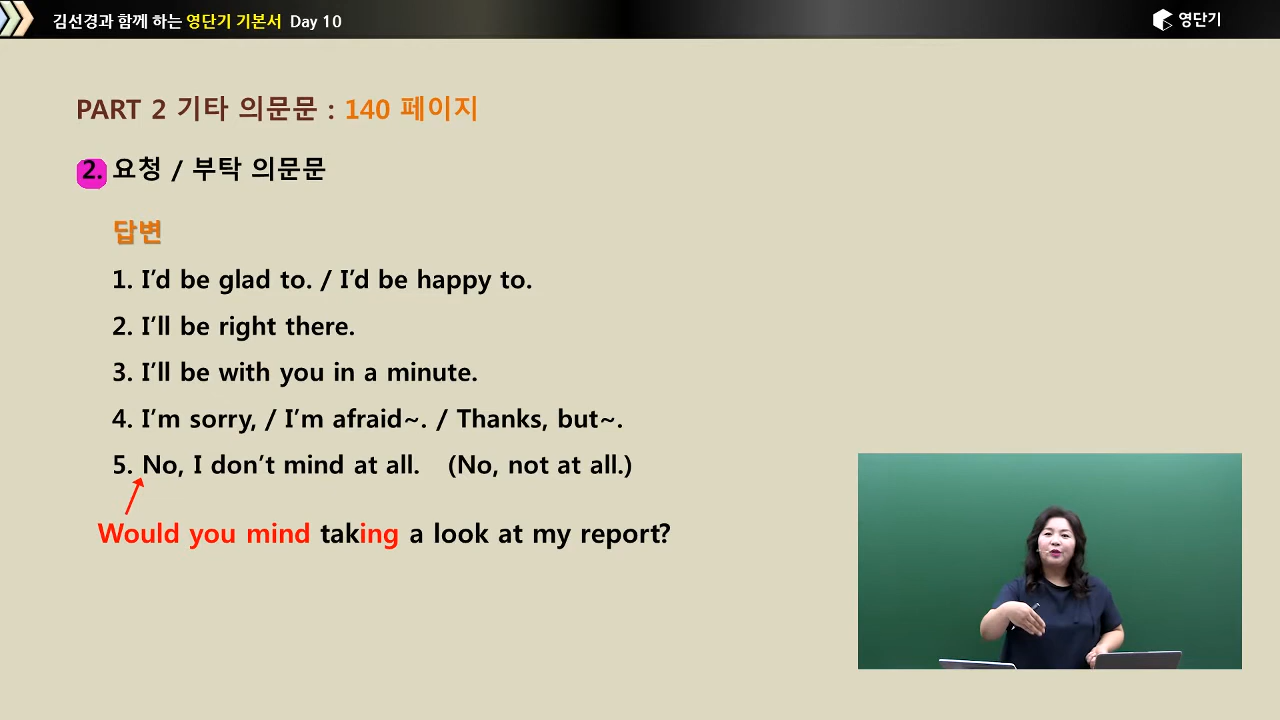 김선경과 함께 하는 영단기 기본서 Day 10
영단기
PART 2 기타 의문문 : 140 페이지
2. 요청 / 부탁 의문문
답변
1. I’d be glad to. / I’d be happy to.
2. I’ll be right there.
3. I’ll be with you in a minute.
4. I’m sorry, / I’m afraid~. / Thanks, but~.
5. No, I don’t mind at all. (No, not at all.)
Would you mind taking a look at my report?